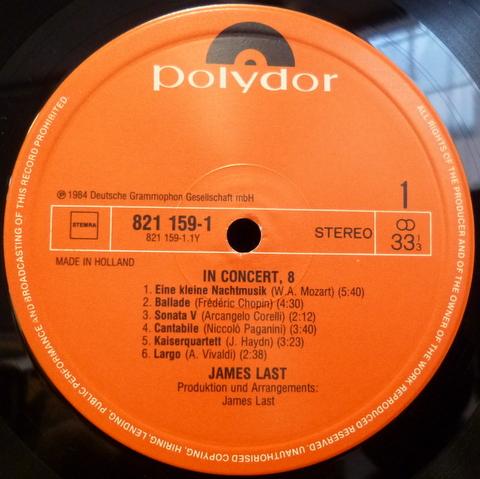 polydor
ALL RIGHTS OF THE PRODUCER AND OF THE OWNER OF THE WORK REPRODUCED RESERVED. UNAUTHORISED COPYING, HIRING, LENDING, PUBLIC PERFORMANCE AND BROADCASTING OF THIS RECORD PROHIBITED.
℗ 1984 Deutsche Grammophon Gesellschaft mbH
1
STEMRA
821 159-1
821 159-1.1Y
STEREO
33 1/3
MADE IN HOLLAND
IN CONCERT, 8
1. Eine kleine Nachtmusik (W.A. Mozart) (5:40)
2. Ballade (Frédéric Chopin) (4:30)
3. Sonata V (Arcangelo Corelli) (2:12)
4. Cantabile (Niccolò Paganini) (4:30)
5. Kaiserquartett (J. Haydn) (3:23)
6. Largo (A. Vivaldi) (2:38)
JAMES LAST
Produktion und Arrangements:
James Last